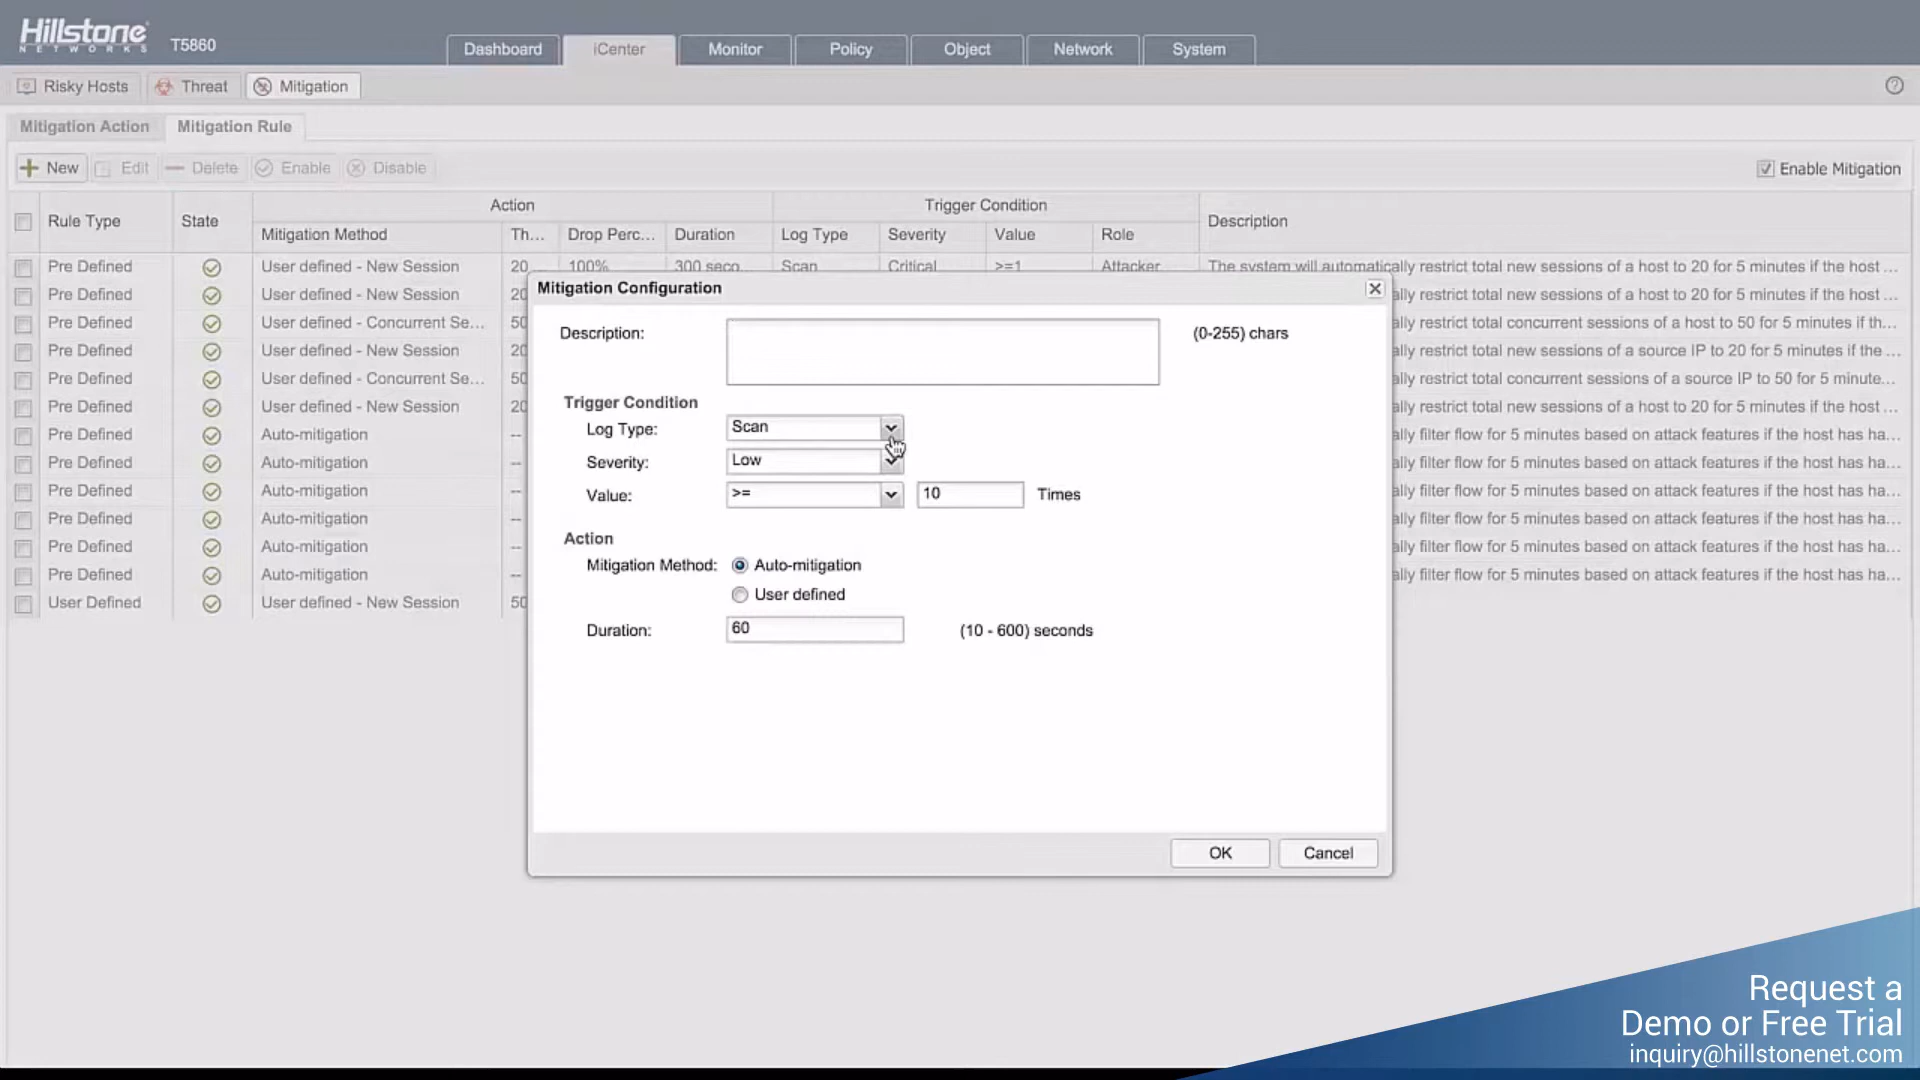 Hillstone
NETWORKS
T5860
Dashboard iCenter Monitor Policy Object Network System
Risky Hosts Threat Mitigation
Mitigation Action Mitigation Rule
New Edit Delete Enable Disable Enable Mitigation
Action Trigger Condition
Rule Type State Description
Mitigation Method Th... Drop Perc... Duration Log Type Severity Value Role
Pre Defined User defined - New Session 20 100% 300 seco... Scan Critical >=1 Attacker The system will automatically restrict total new sessions of a host to 20 for 5 minutes if the host ...
Pre Defined User defined - New Session 20 ally restrict total new sessions of a host to 20 for 5 minutes if the host ...
Pre Defined User defined - Concurrent Se... 50 ally restrict total concurrent sessions of a host to 50 for 5 minutes if th...
Pre Defined User defined - New Session 20 ally restrict total new sessions of a source IP to 20 for 5 minutes if the ...
Pre Defined User defined - Concurrent Se... 50 ally restrict total concurrent sessions of a source IP to 50 for 5 minute...
Pre Defined User defined - New Session 20 ally restrict total new sessions of a host to 20 for 5 minutes if the host ...
Pre Defined Auto-mitigation -- ally filter flow for 5 minutes based on attack features if the host has ha...
Pre Defined Auto-mitigation -- ally filter flow for 5 minutes based on attack features if the host has ha...
Pre Defined Auto-mitigation -- ally filter flow for 5 minutes based on attack features if the host has ha...
Pre Defined Auto-mitigation -- ally filter flow for 5 minutes based on attack features if the host has ha...
Pre Defined Auto-mitigation -- ally filter flow for 5 minutes based on attack features if the host has ha...
Pre Defined Auto-mitigation -- ally filter flow for 5 minutes based on attack features if the host has ha...
User Defined User defined - New Session 50
Mitigation Configuration
Description: (0-255) chars
Trigger Condition
Log Type: Scan
Severity: Low
Value: >= 10 Times
Action
Mitigation Method: Auto-mitigation
User defined
Duration: 60 (10 - 600) seconds
OK Cancel
Request a
Demo or Free Trial
inquiry@hillstonenet.com